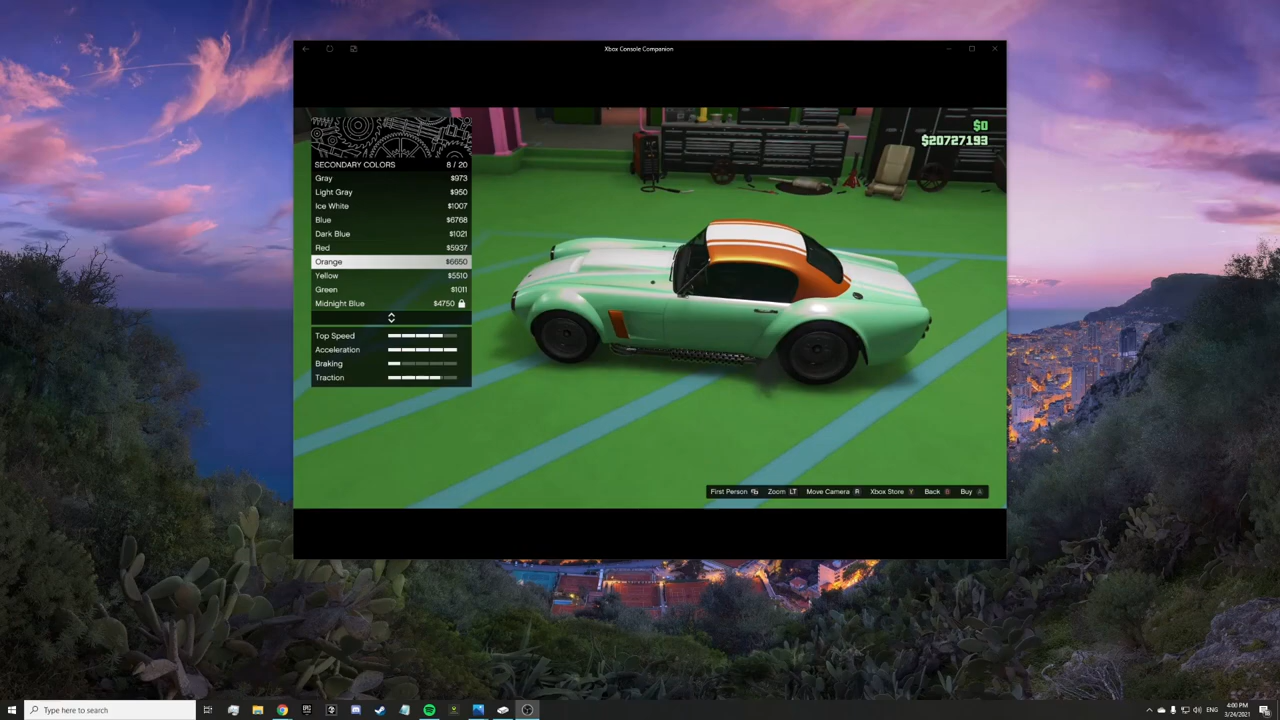 Xbox Console Companion
$0
$20727193
SECONDARY COLORS 8 / 20
Gray $973
Light Gray $950
Ice White $1007
Blue $6768
Dark Blue $1021
Red $5937
Orange $6650
Yellow $5510
Green $1011
Midnight Blue $4750
Top Speed
Acceleration
Braking
Traction
First Person Zoom LT Move Camera R Xbox Store Y Back B Buy A
Type here to search
ENG
4:00 PM
3/24/2021